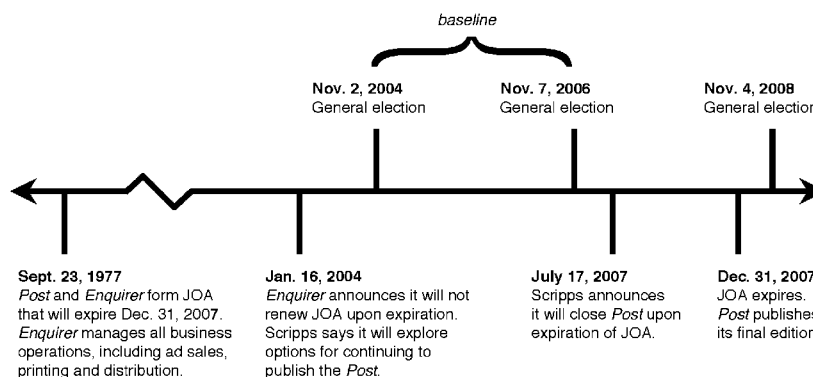 baseline
Nov. 2, 2004
General election
Nov. 7, 2006
General election
Nov. 4, 2008
General election
Sept. 23, 1977
Post and Enquirer form JOA
that will expire Dec. 31, 2007.
Enquirer manages all business
operations, including ad sales,
printing and distribution.
Jan. 16, 2004
Enquirer announces it will not
renew JOA upon expiration.
Scripps says it will explore
options for continuing to
publish the Post.
July 17, 2007
Scripps announces
it will close Post upon
expiration of JOA.
Dec. 31, 2007
JOA expires.
Post publishes
its final edition